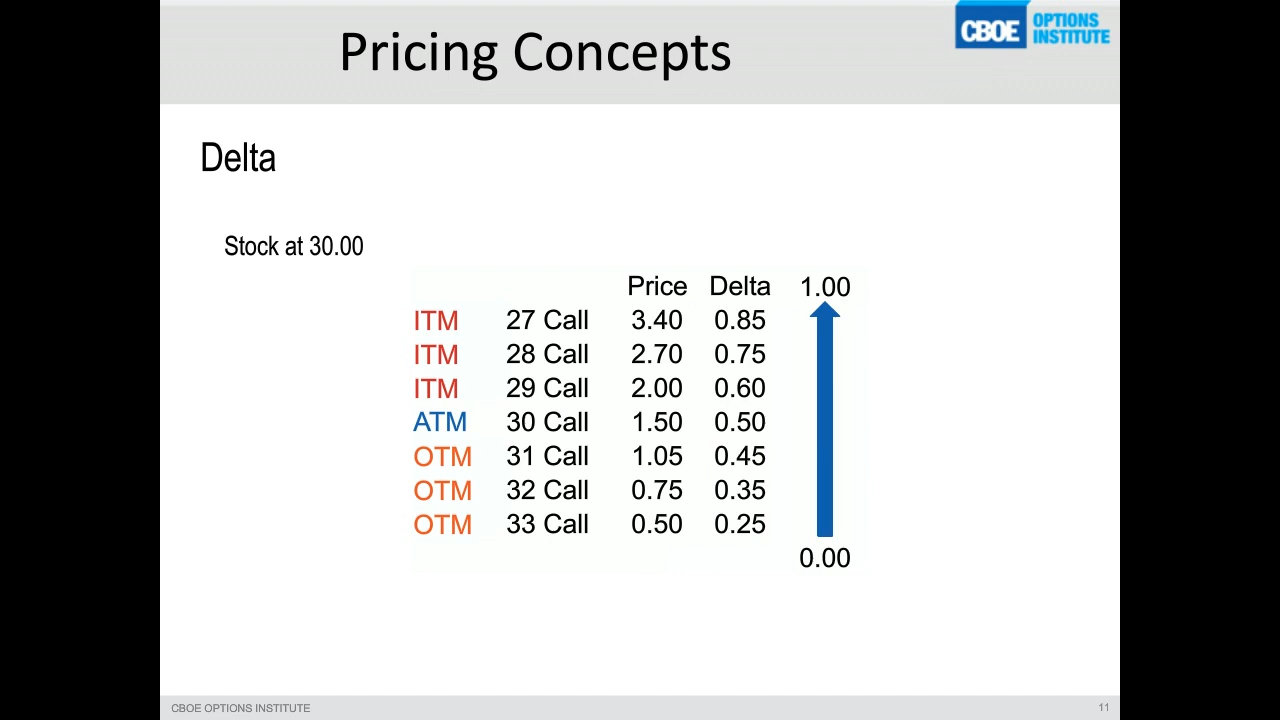 Pricing Concepts
CBOE OPTIONS INSTITUTE
Delta
Stock at 30.00
Price Delta 1.00
ITM 27 Call 3.40 0.85
ITM 28 Call 2.70 0.75
ITM 29 Call 2.00 0.60
ATM 30 Call 1.50 0.50
OTM 31 Call 1.05 0.45
OTM 32 Call 0.75 0.35
OTM 33 Call 0.50 0.25
0.00
CBOE OPTIONS INSTITUTE 11